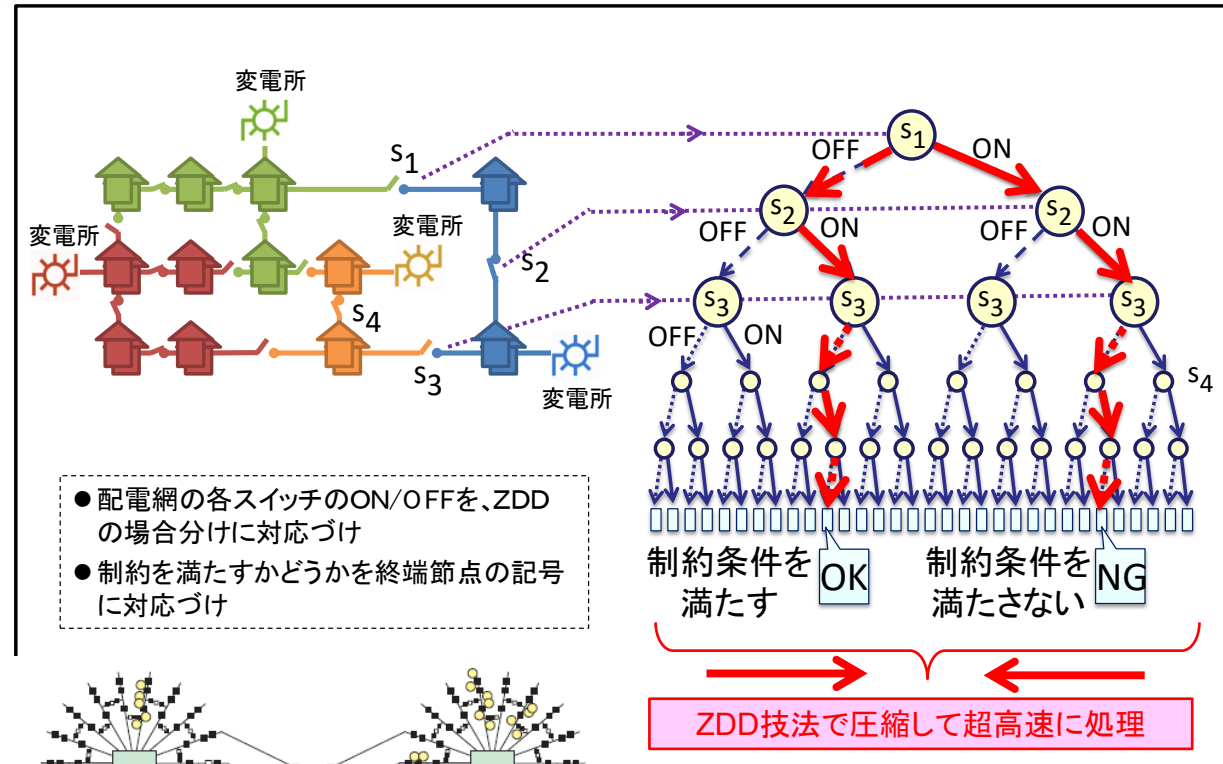 変電所
変電所
変電所
変電所
s1
s2
s3
s4
s1
OFF
ON
s2
s2
OFF
ON
OFF
ON
s3
s3
s3
s3
OFF
ON
s4
制約条件を
満たす
OK
制約条件を
満たさない
NG
● 配電網の各スイッチのON/OFFを、ZDD
の場合分けに対応づけ
● 制約を満たすかどうかを終端節点の記号
に対応づけ
ZDD技法で圧縮して超高速に処理